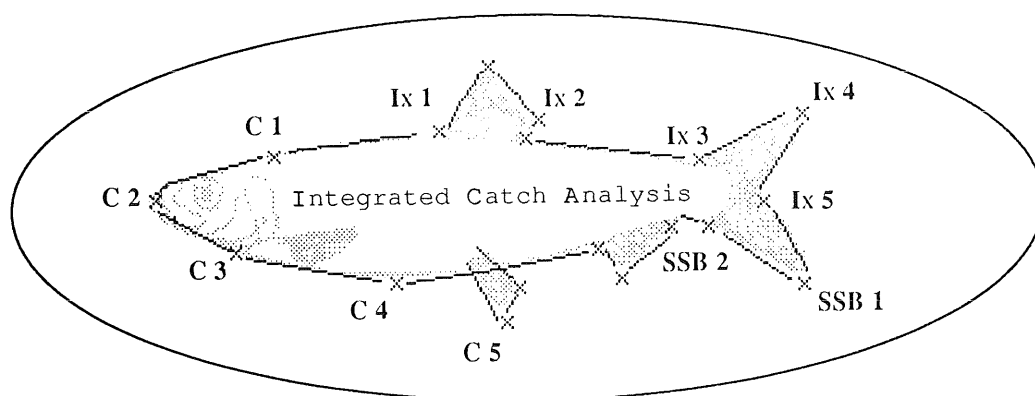 Ix 4
Ix 1
Ix 2
C 1
Ix 3
C 2
Integrated Catch Analysis
Ix 5
C 3
SSB 2
C 4
SSB 1
C 5